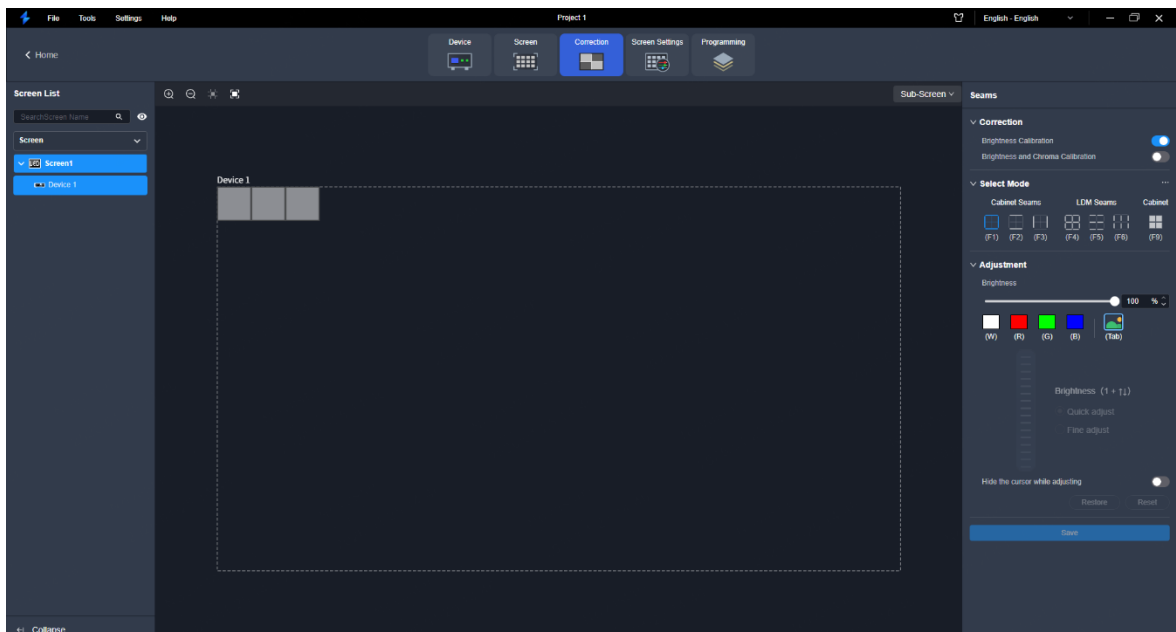 File Tools Settings Help Project 1 English - English
Home
Device Screen Correction Screen Settings Programming
Screen List
SearchScreen Name
Screen
Screen1
Device 1
Collapse
Sub-Screen
Device 1
Seams
Correction
Brightness Calibration
Brightness and Chroma Calibration
Select Mode
Cabinet Seams LDM Seams Cabinet
(F1) (F2) (F3) (F4) (F5) (F6) (F9)
Adjustment
Brightness
100 %
(W) (R) (G) (B) (Tab)
Brightness (1 + ↑↓)
Quick adjust
Fine adjust
Hide the cursor while adjusting
Restore Reset
Save